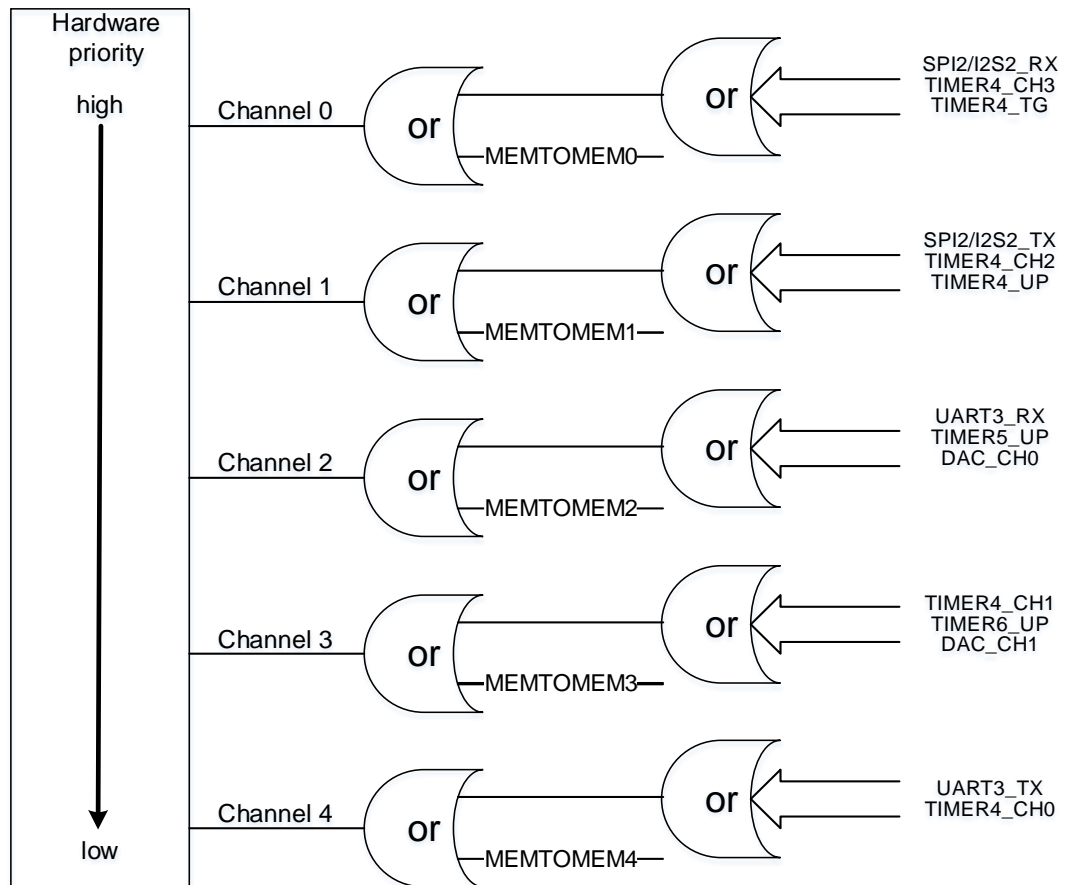 Hardware
priority
high
low
Channel 0
or
MEMTOMEM0
or
SPI2/I2S2_RX
TIMER4_CH3
TIMER4_TG
Channel 1
or
MEMTOMEM1
or
SPI2/I2S2_TX
TIMER4_CH2
TIMER4_UP
Channel 2
or
MEMTOMEM2
or
UART3_RX
TIMER5_UP
DAC_CH0
Channel 3
or
MEMTOMEM3
or
TIMER4_CH1
TIMER6_UP
DAC_CH1
Channel 4
or
MEMTOMEM4
or
UART3_TX
TIMER4_CH0